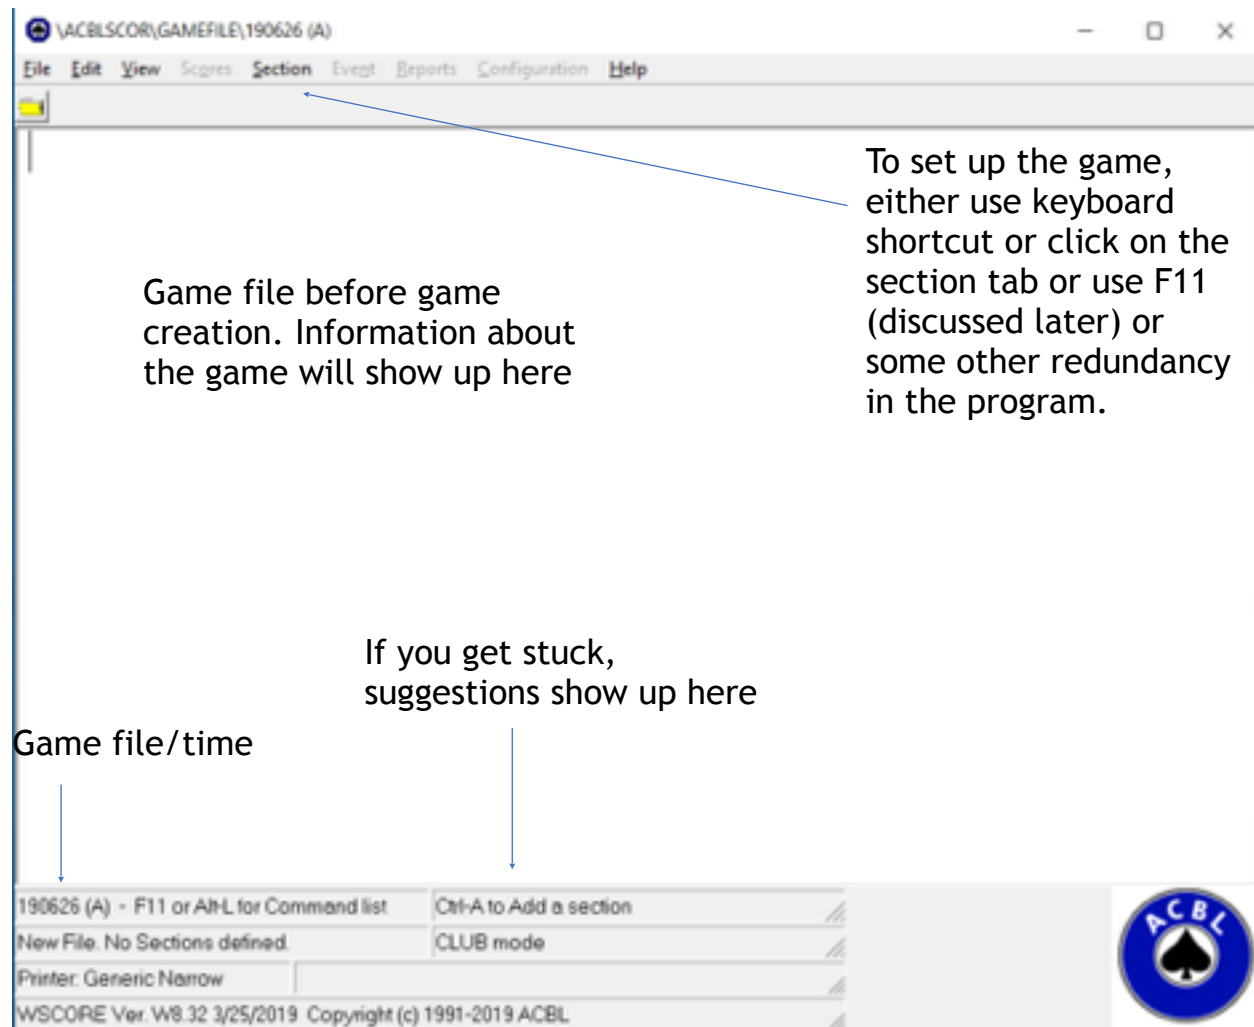 \ACBLSCOR\GAMEFILE\190626 (A)
File Edit View Scores Section Event Reports Configuration Help
To set up the game,
either use keyboard
shortcut or click on the
section tab or use F11
(discussed later) or
some other redundancy
in the program.
Game file before game
creation. Information about
the game will show up here
If you get stuck,
suggestions show up here
Game file/time
190626 (A) - F11 or Alt-L for Command list
Ctrl-A to Add a section
New File. No Sections defined.
CLUB mode
Printer: Generic Narrow
WSCORE Ver. W8.32 3/25/2019 Copyright (c) 1991-2019 ACBL
ACBL